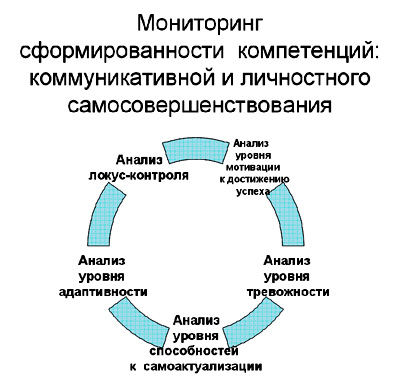 Мониторинг
сформированности компетенций:
коммуникативной и личностного
самосовершенствования
Анализ
локус-контроля
Анализ
уровня
мотивации
к достижению
успеха
Анализ
уровня
адаптивности
Анализ
уровня
тревожности
Анализ
уровня
способностей
к самоактуализации